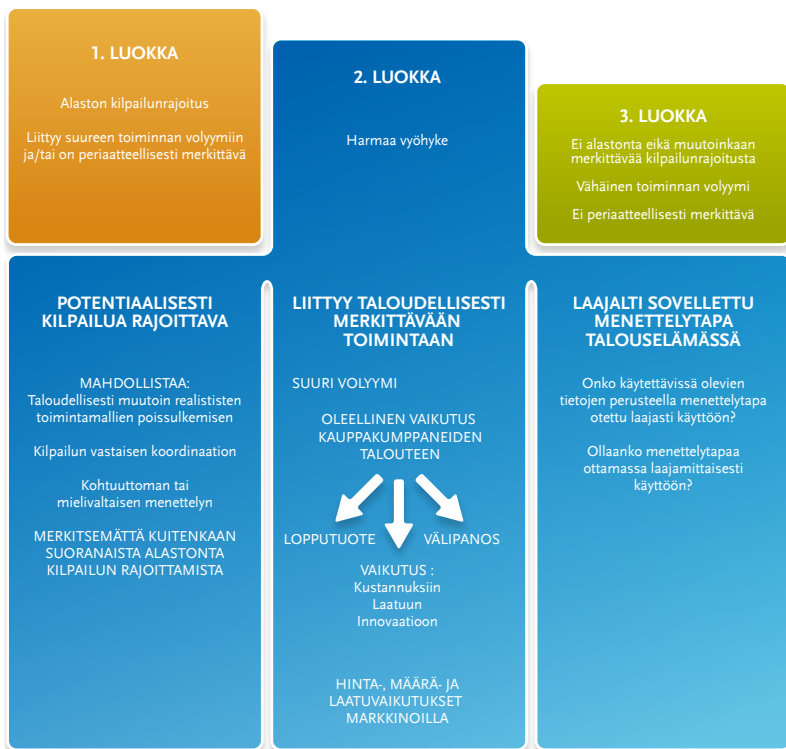 1. LUOKKA
Alaston kilpailunrajoitus
Liittyy suureen toiminnan volyymiin
ja/tai on periaatteellisesti merkittävä
2. LUOKKA
Harmaa vyöhyke
3. LUOKKA
Ei alastonta eikä muutoinkaan
merkittävää kilpailunrajoitusta
Vähäinen toiminnan volyymi
Ei periaatteellisesti merkittävä
POTENTIAALISESTI
KILPAILUA RAJOITTAVA
MAHDOLLISTAA:
Taloudellisesti muutoin realististen
toimintamallien poissulkemisen
Kilpailun vastaisen koordinaation
Kohtuuttoman tai
mielivaltaisen menettelyn
MERKITSEMÄTTÄ KUITENKAAN
SUORANAISTA ALASTONTA
KILPAILUN RAJOITTAMISTA
LIITTYY TALOUDELLISESTI
MERKITTÄVÄÄN
TOIMINTAAN
SUURI VOLYYMI
OLEELLINEN VAIKUTUS
KAUPPAKUMPPANEIDEN
TALOUTEEN
LOPPUTUOTE
VÄLIPANOS
VAIKUTUS :
Kustannuksiin
Laatuun
Innovaatioon
HINTA-, MÄÄRÄ- JA
LAATUVAIKUTUKSET
MARKKINOILLA
LAAJALTI SOVELLETTU
MENETTELYTAPA
TALOUSELÄMÄSSÄ
Onko käytettävissä olevien
tietojen perusteella menettelytapa
otettu laajasti käyttöön?
Ollaanko menettelytapaa
ottamassa laajamittaisesti
käyttöön?